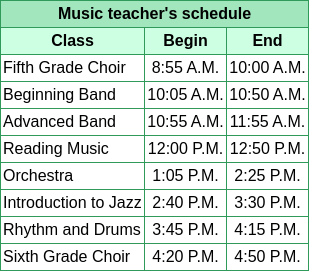 Music teacher's schedule
Class Begin End
Fifth Grade Choir 8:55 A.M. 10:00 A.M.
Beginning Band 10:05 A.M. 10:50 A.M.
Advanced Band 10:55 A.M. 11:55 A.M.
Reading Music 12:00 P.M. 12:50 P.M.
Orchestra 1:05 P.M. 2:25 P.M.
Introduction to Jazz 2:40 P.M. 3:30 P.M.
Rhythm and Drums 3:45 P.M. 4:15 P.M.
Sixth Grade Choir 4:20 P.M. 4:50 P.M.